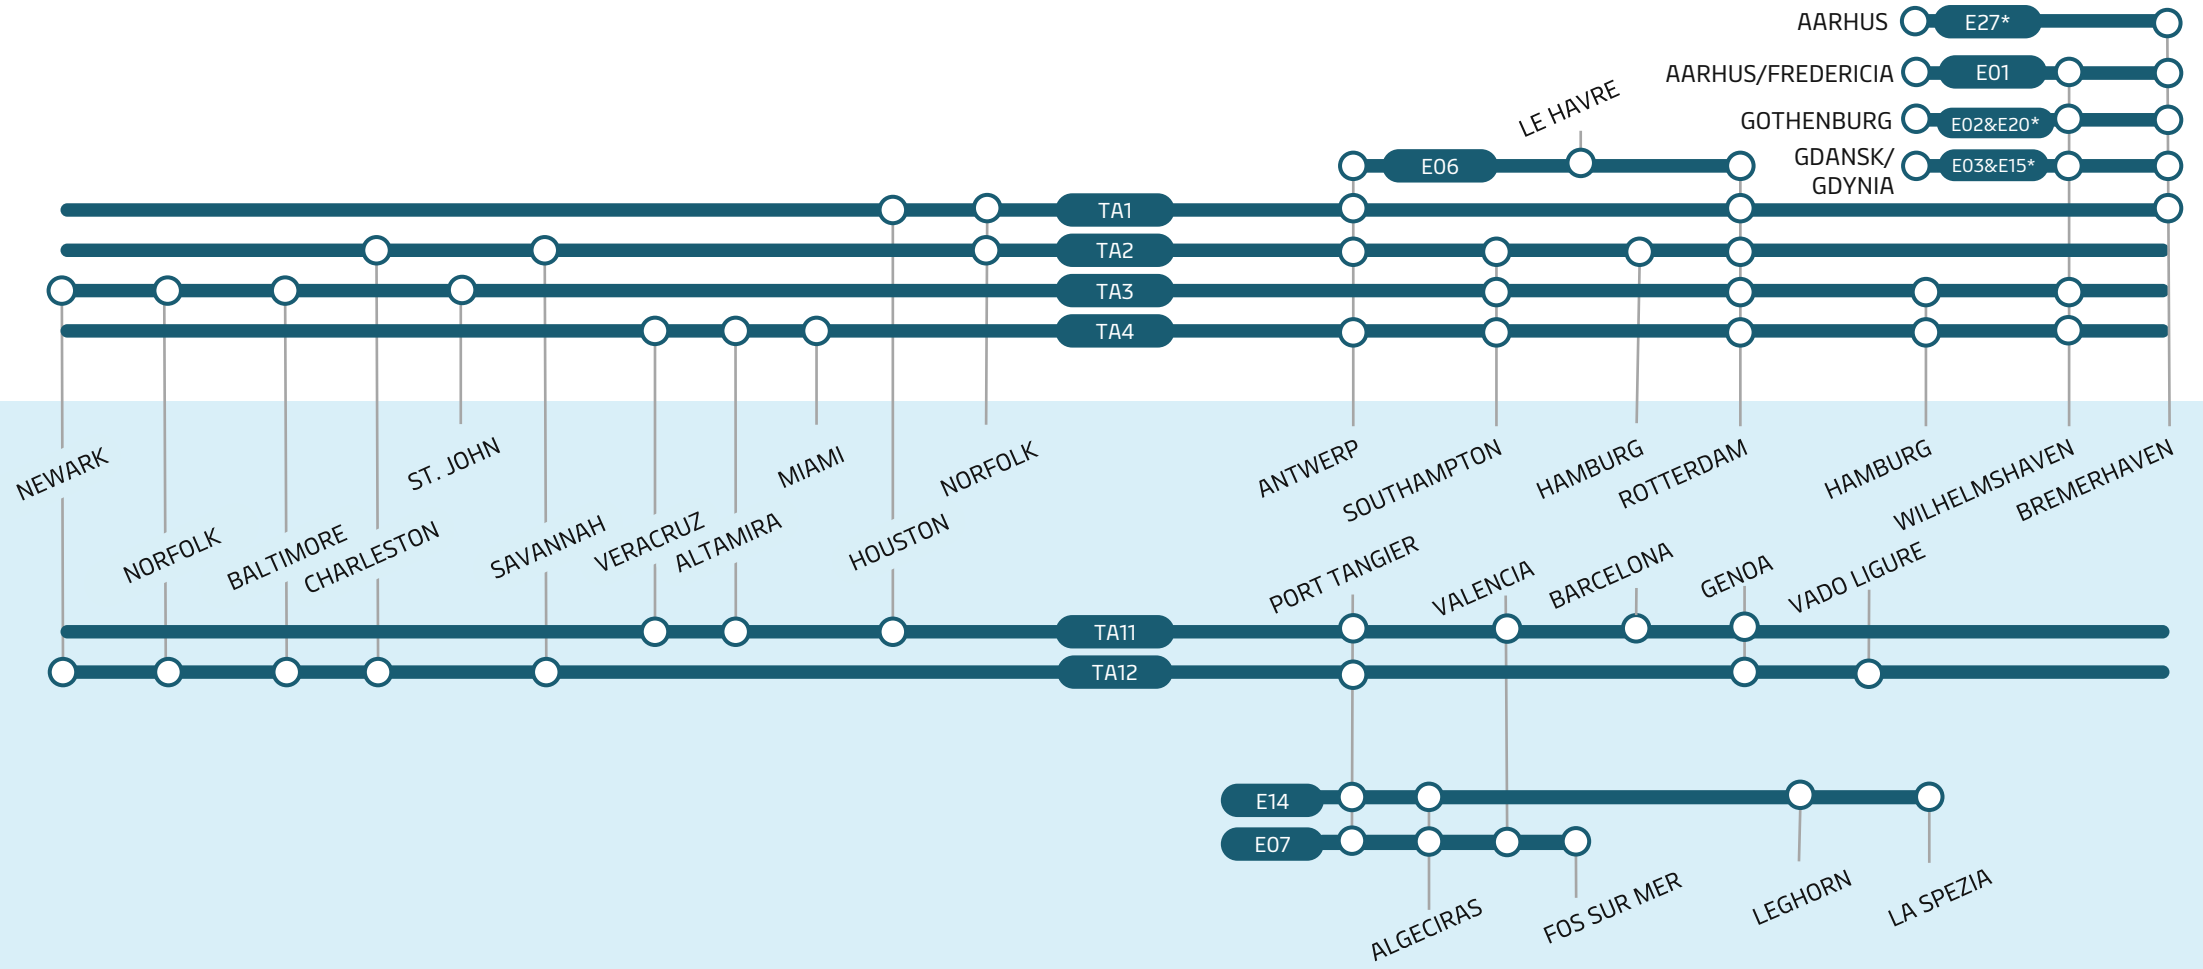 AARHUS
E27*
AARHUS/FREDERICIA
E01
LE HAVRE
GOTHENBURG
E02&E20*
GDANSK/
GDYNIA
E03&E15*
E06
TA1
TA2
TA3
TA4
NEWARK
ST. JOHN
MIAMI
NORFOLK
ANTWERP
SOUTHAMPTON
HAMBURG
ROTTERDAM
HAMBURG
WILHELMSHAVEN
BREMERHAVEN
NORFOLK
BALTIMORE
CHARLESTON
SAVANNAH
VERACRUZ
ALTAMIRA
HOUSTON
PORT TANGIER
VALENCIA
BARCELONA
GENOA
VADO LIGURE
TA11
TA12
E14
E07
ALGECIRAS
FOS SUR MER
LEGHORN
LA SPEZIA